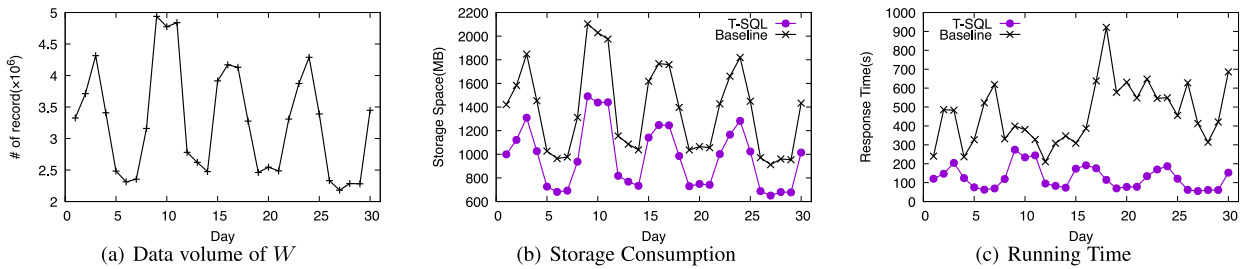 # of record(×10⁶)
5
4.5
4
3.5
3
2.5
2
0 5 10 15 20 25 30
Day
(a) Data volume of W
Storage Space(MB)
2200
2000
1800
1600
1400
1200
1000
800
600
T-SQL
Baseline
0 5 10 15 20 25 30
Day
(b) Storage Consumption
Response Time(s)
1000
900
800
700
600
500
400
300
200
100
0
T-SQL
Baseline
0 5 10 15 20 25 30
Day
(c) Running Time